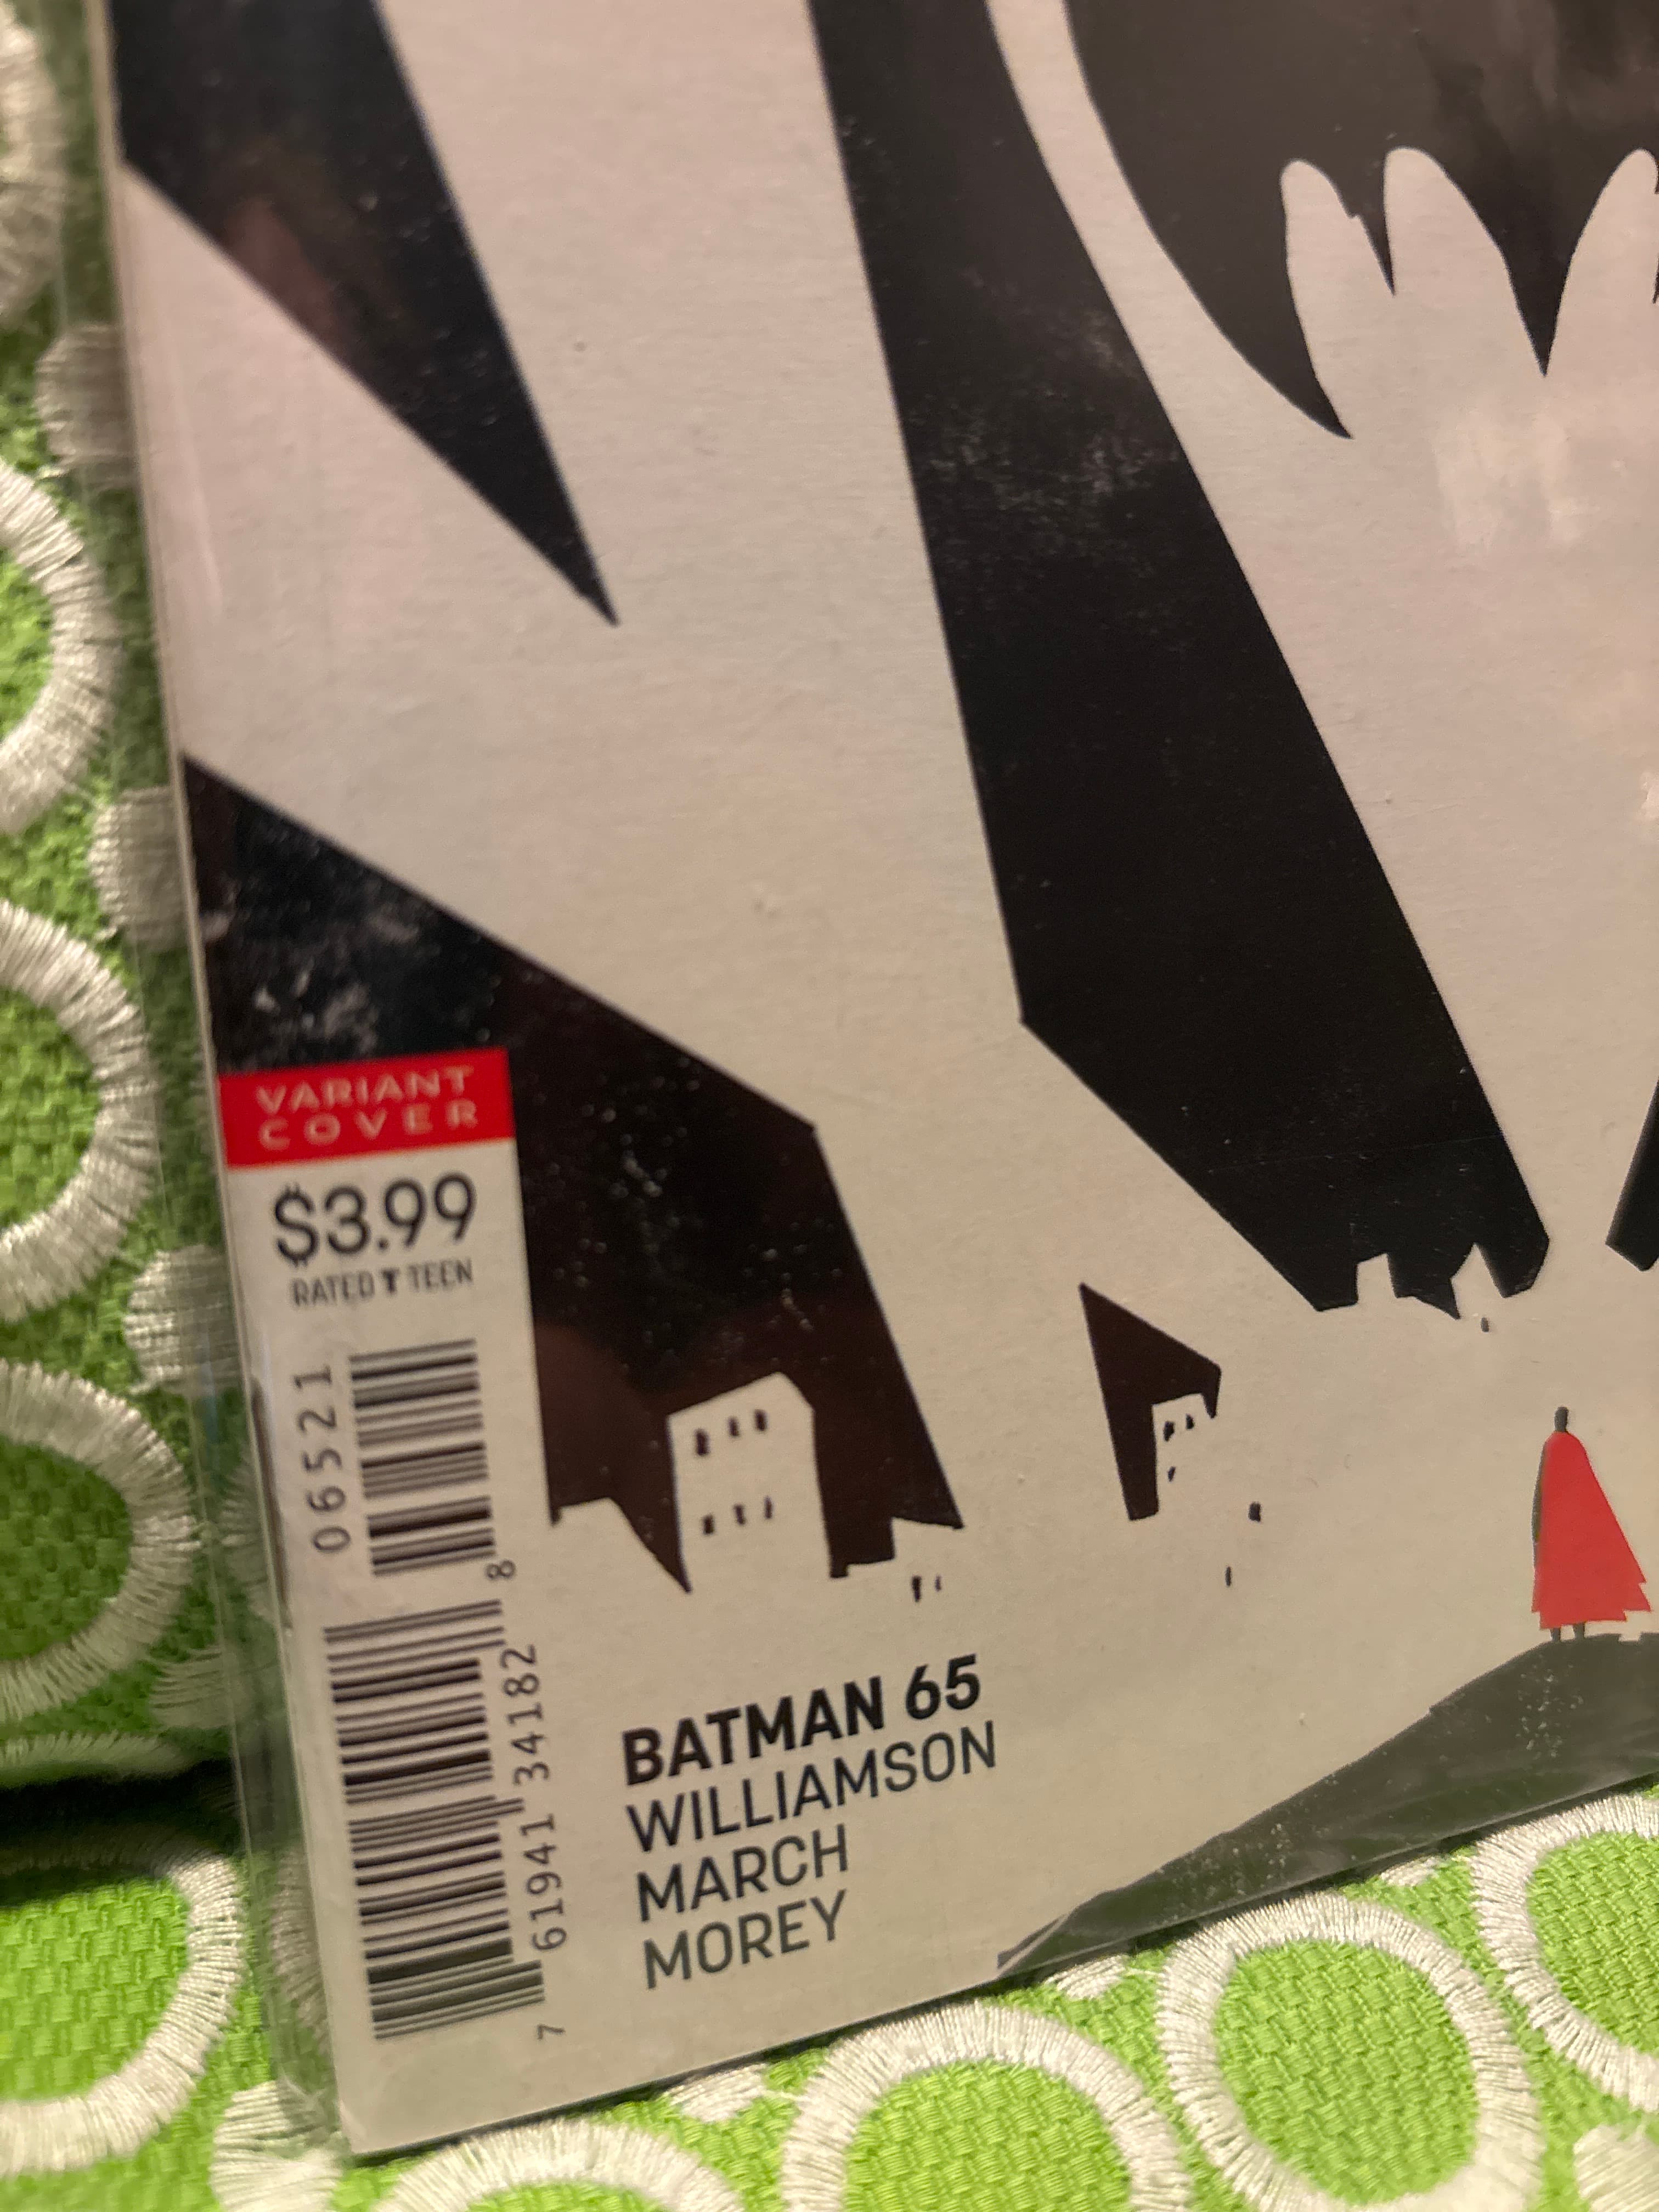 VARIANT
COVER
$3.99
RATED T TEEN
06521
8
7 61941 34182
BATMAN 65
WILLIAMSON
MARCH
MOREY